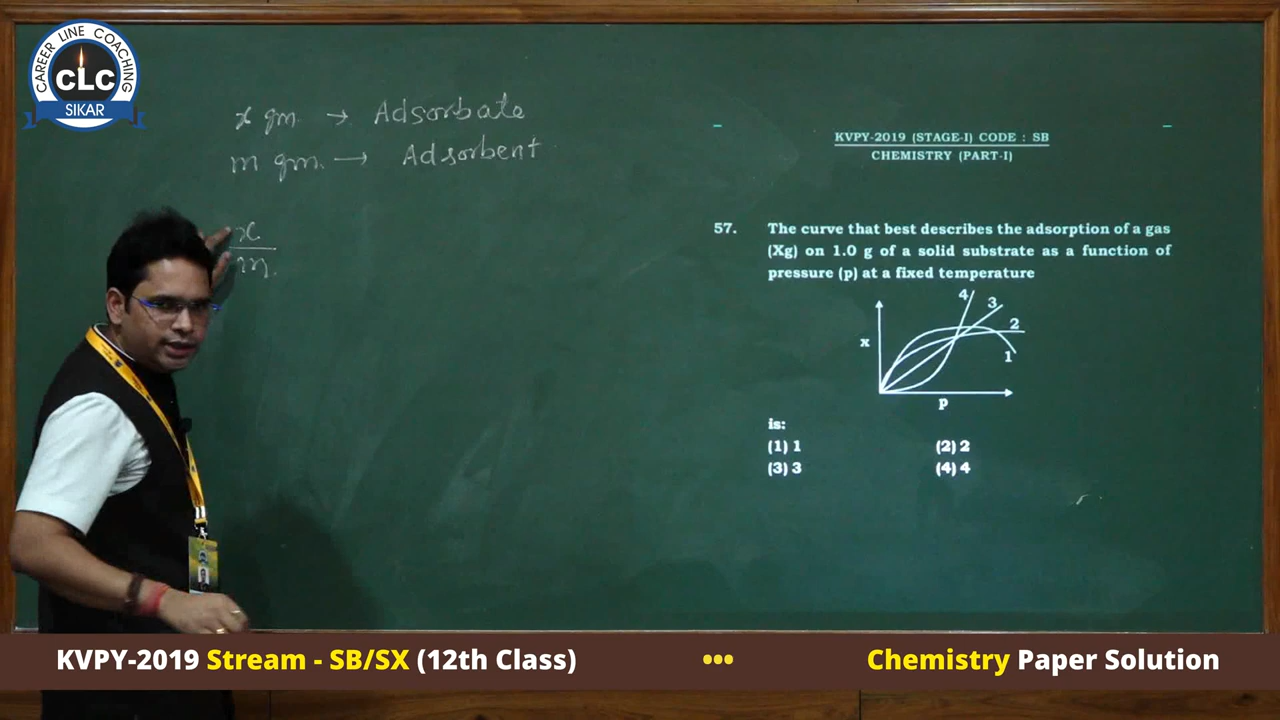 CAREER LINE COACHING
CLC
SIKAR
x gm. → Adsorbate
m gm. → Adsorbent
x
m
KVPY-2019 (STAGE-I) CODE : SB
CHEMISTRY (PART-I)
57. The curve that best describes the adsorption of a gas
(Xg) on 1.0 g of a solid substrate as a function of
pressure (p) at a fixed temperature
4
3
2
x
1
p
is:
(1) 1 (2) 2
(3) 3 (4) 4
KVPY-2019 Stream - SB/SX (12th Class) ••• Chemistry Paper Solution